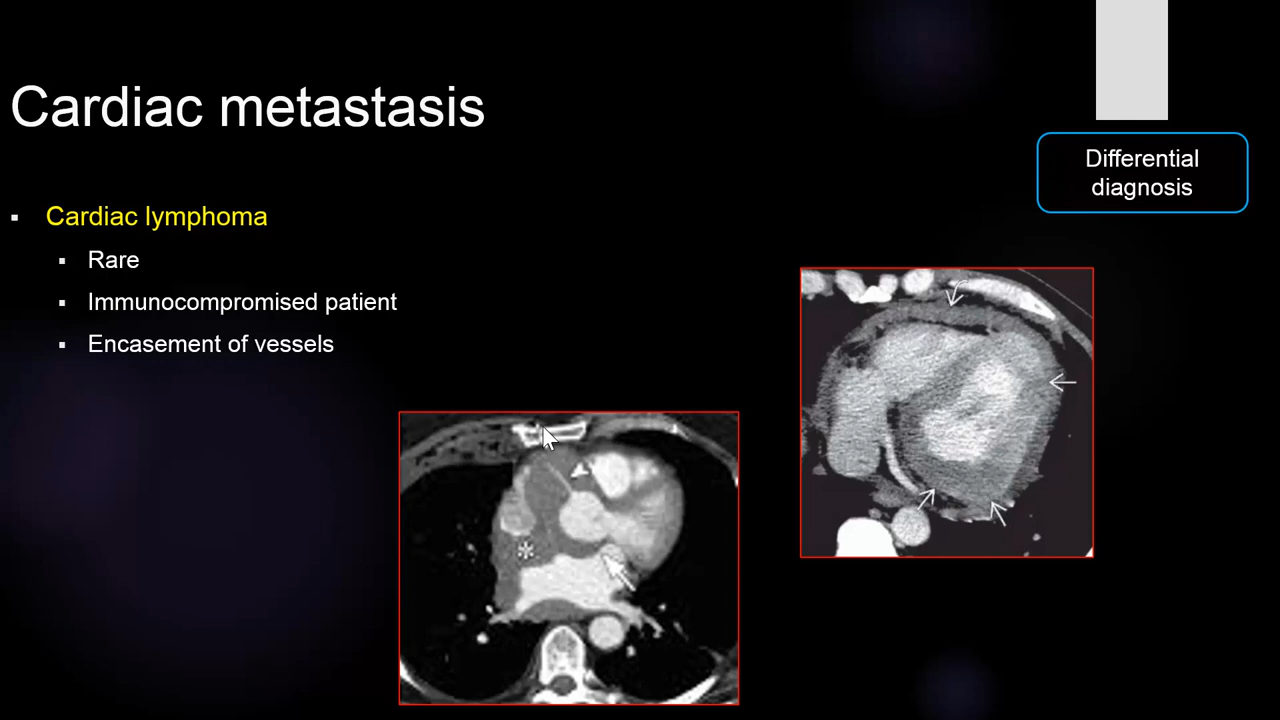 Cardiac metastasis
Differential
diagnosis
Cardiac lymphoma
Rare
Immunocompromised patient
Encasement of vessels
*